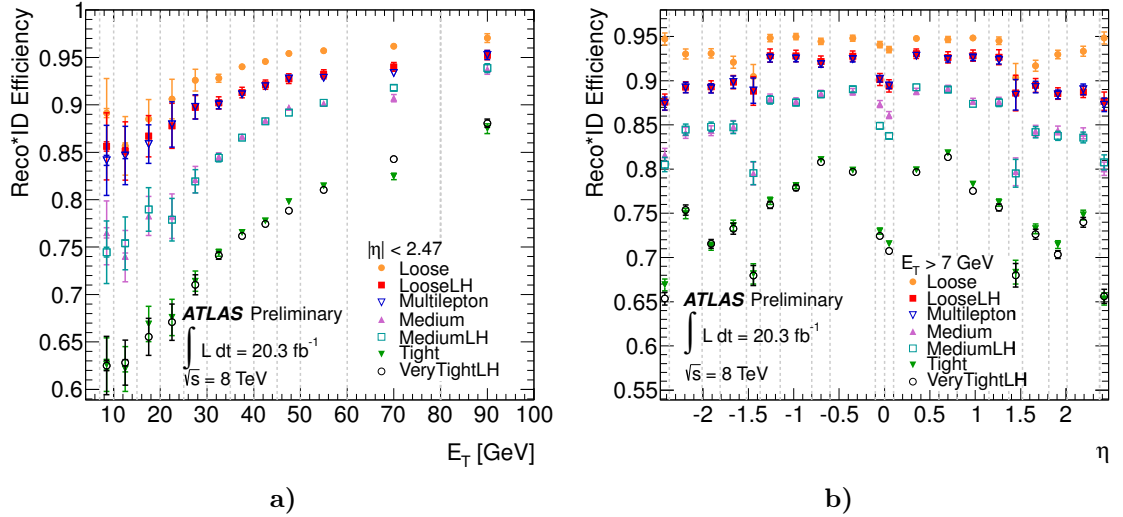 Reco*ID Efficiency
0.95
0.9
0.85
0.8
0.75
0.7
0.65
0.6
|η| < 2.47
Loose
LooseLH
Multilepton
Medium
MediumLH
Tight
VeryTightLH
ATLAS Preliminary
∫ L dt = 20.3 fb⁻¹
√s = 8 TeV
10 20 30 40 50 60 70 80 90 100
E_T [GeV]
a)
Reco*ID Efficiency
0.95
0.9
0.85
0.8
0.75
0.7
0.65
0.6
0.55
E_T > 7 GeV
Loose
LooseLH
Multilepton
Medium
MediumLH
Tight
VeryTightLH
ATLAS Preliminary
∫ L dt = 20.3 fb⁻¹
√s = 8 TeV
-2 -1.5 -1 -0.5 0 0.5 1 1.5 2
η
b)